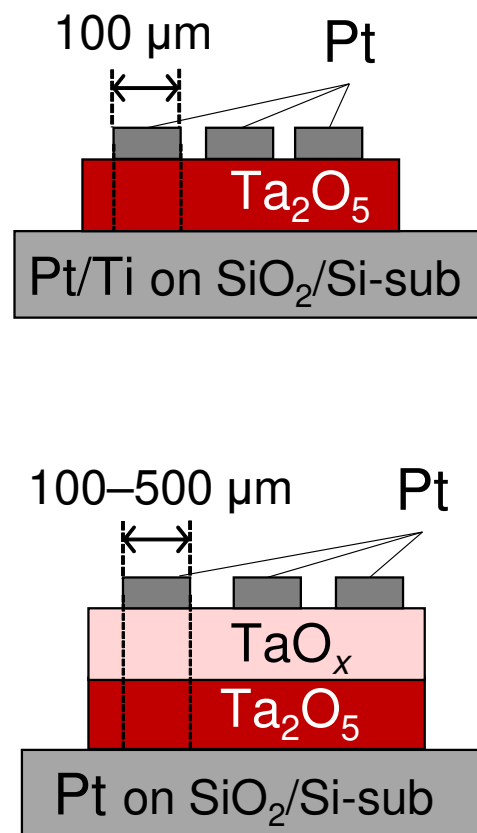 100 μm
Pt
Ta₂O₅
Pt/Ti on SiO₂/Si-sub
100–500 μm
Pt
TaOₓ
Ta₂O₅
Pt on SiO₂/Si-sub